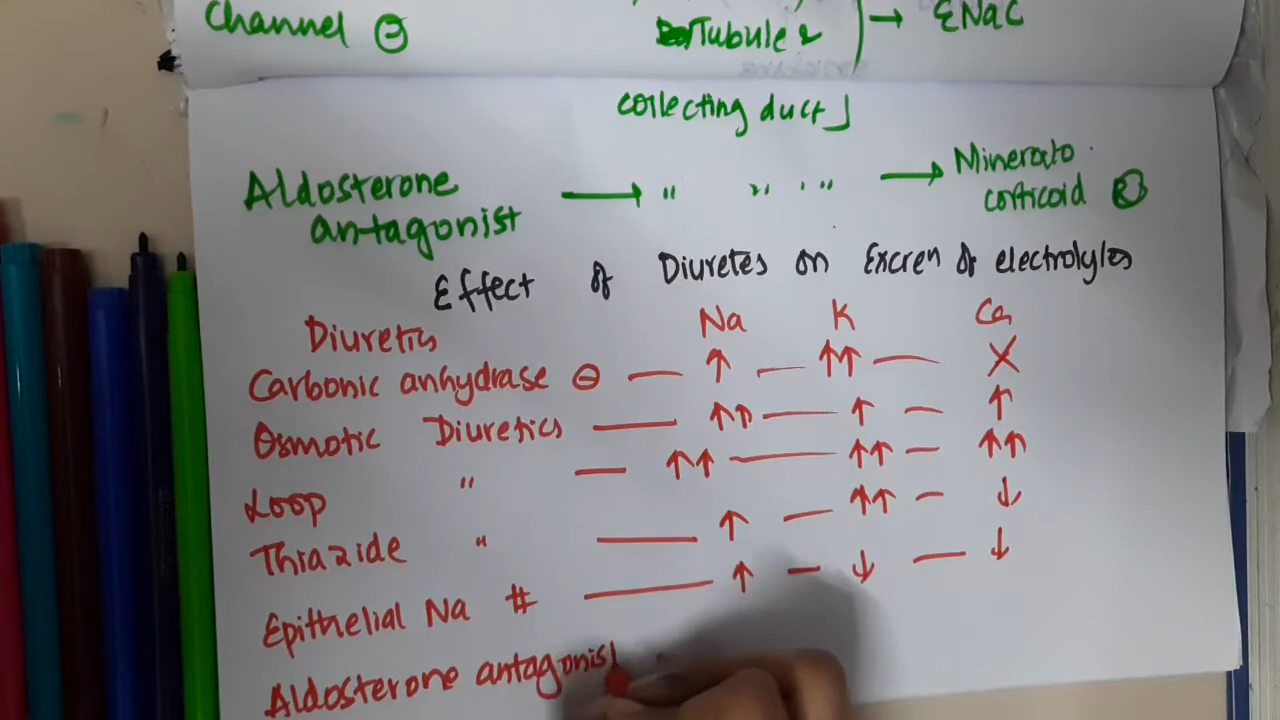 Channel ⊖ Tubule & → ENaC
collecting duct
Aldosterone antagonist → " " " → Mineralo corticoid
Effect of Diuretes on Excren of electrolytes
Diuretics Na K Ca
Carbonic anhydrase ⊖ — ↑ — ↑↑ — X
Osmotic Diuretics — ↑↑ — ↑ — ↑
Loop " — ↑↑ — ↑↑ — ↑↑
Thiazide " — ↑ — ↑↑ — ↓
Epithelial Na # — ↑ — ↓ — ↓
Aldosterone antagonist